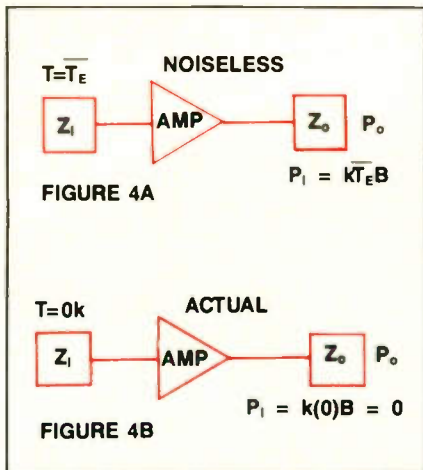 T=T̅E̅ NOISELESS
ZI AMP Zo Po
FIGURE 4A PI = kT̅E̅B
T=0k ACTUAL
ZI AMP Zo Po
PI = k(0)B = 0
FIGURE 4B